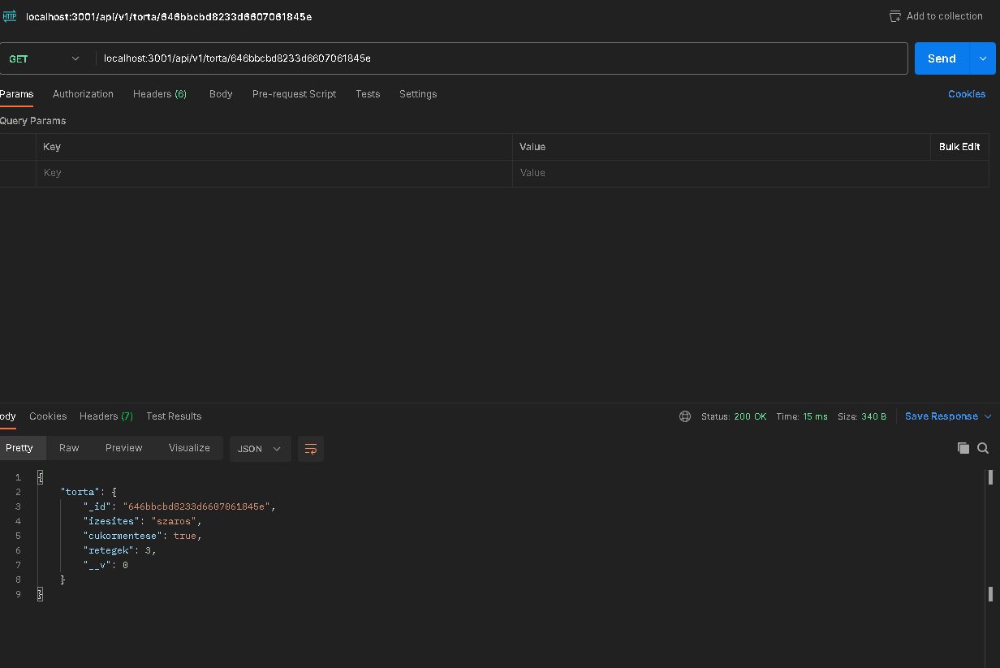 HTTP localhost:3001/api/v1/torta/646bbcbd8233d6607061845e Add to collection
GET localhost:3001/api/v1/torta/646bbcbd8233d6607061845e Send
Params Authorization Headers (6) Body Pre-request Script Tests Settings Cookies
Query Params
Key Value Bulk Edit
Key Value
ody Cookies Headers (7) Test Results Status: 200 OK Time: 15 ms Size: 340 B Save Response
Pretty Raw Preview Visualize JSON
1 {
2 "torta": {
3 "_id": "646bbcbd8233d6607061845e",
4 "izesites": "szaros",
5 "cukormentese": true,
6 "retegek": 3,
7 "__v": 0
8 }
9 }